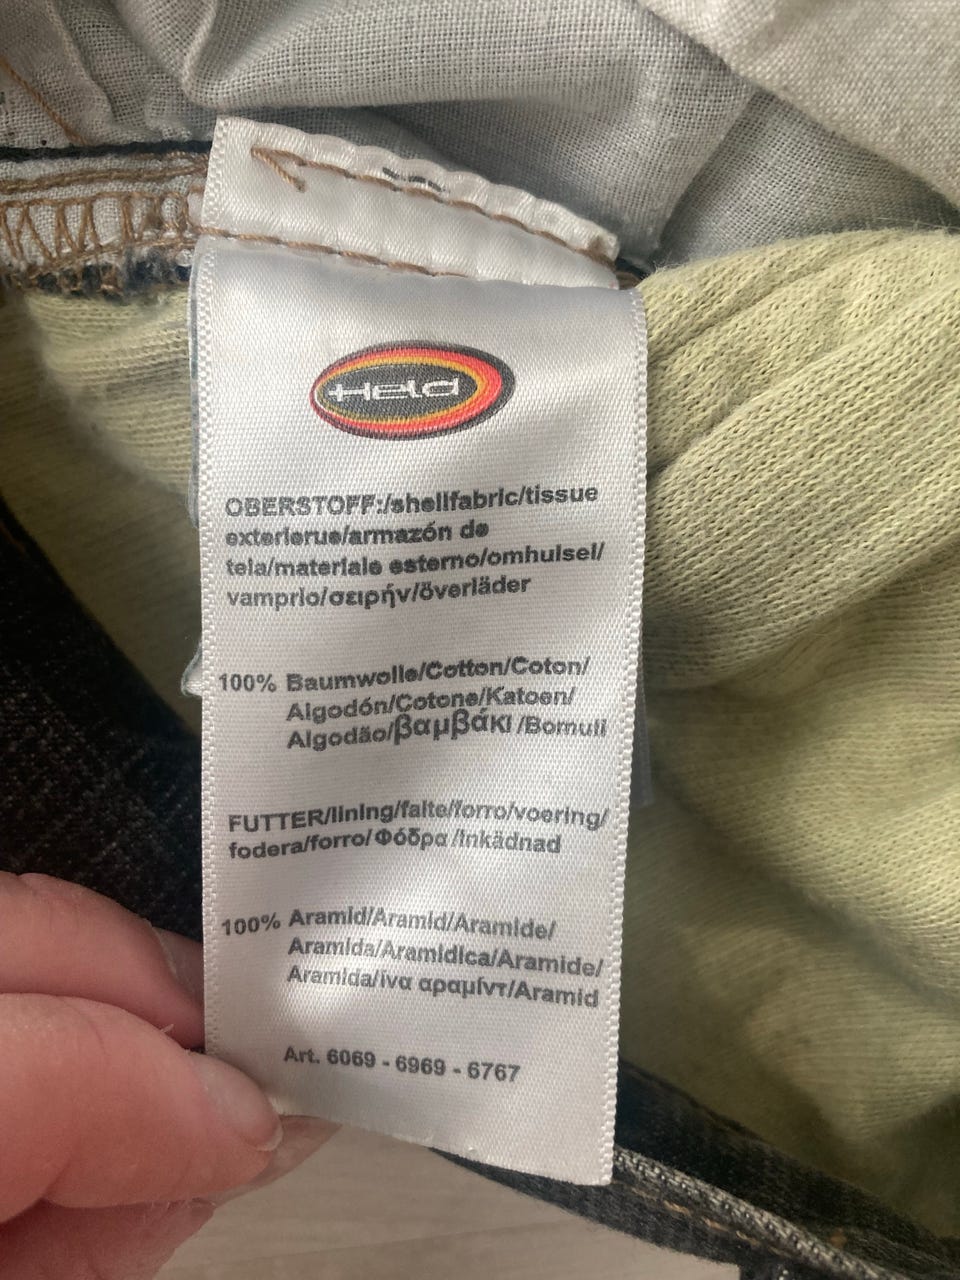 Held
OBERSTOFF:/shellfabric/tissue
exterierue/armazón de
tela/materiale esterno/omhulsel/
vamprio/σειρήν/överläder
100% Baumwolle/Cotton/Coton/
Algodón/Cotone/Katoen/
Algodão/βαμβάκι /Bomull
FUTTER/lining/falte/forro/voering/
fodera/forro/ Φόδρα /Inkädnad
100% Aramid/Aramid/Aramide/
Aramida/Aramidica/Aramide/
Aramida/ίνα αραμίντ/Aramid
Art. 6069 - 6969 - 6767